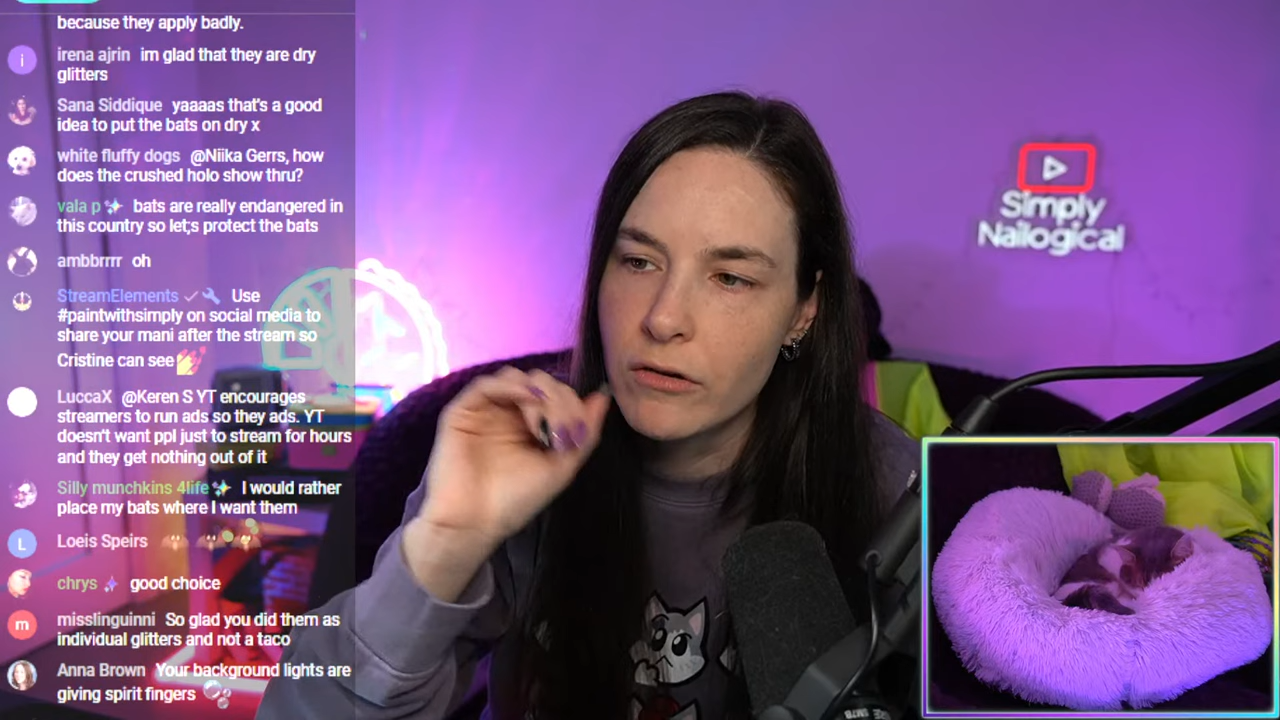 because they apply badly.
irena ajrin im glad that they are dry
glitters
Sana Siddique yaaaas that's a good
idea to put the bats on dry x
white fluffy dogs @Niika Gerrs, how
does the crushed holo show thru?
vala p bats are really endangered in
this country so let;s protect the bats
ambbrrrr oh
StreamElements Use
#paintwithsimply on social media to
share your mani after the stream so
Cristine can see
LuccaX @Keren S YT encourages
streamers to run ads so they ads. YT
doesn't want ppl just to stream for hours
and they get nothing out of it
Silly munchkins 4life I would rather
place my bats where I want them
L Loeis Speirs
chrys good choice
m misslinguinni So glad you did them as
individual glitters and not a taco
Anna Brown Your background lights are
giving spirit fingers
i
Simply
Nailogical
SM7B